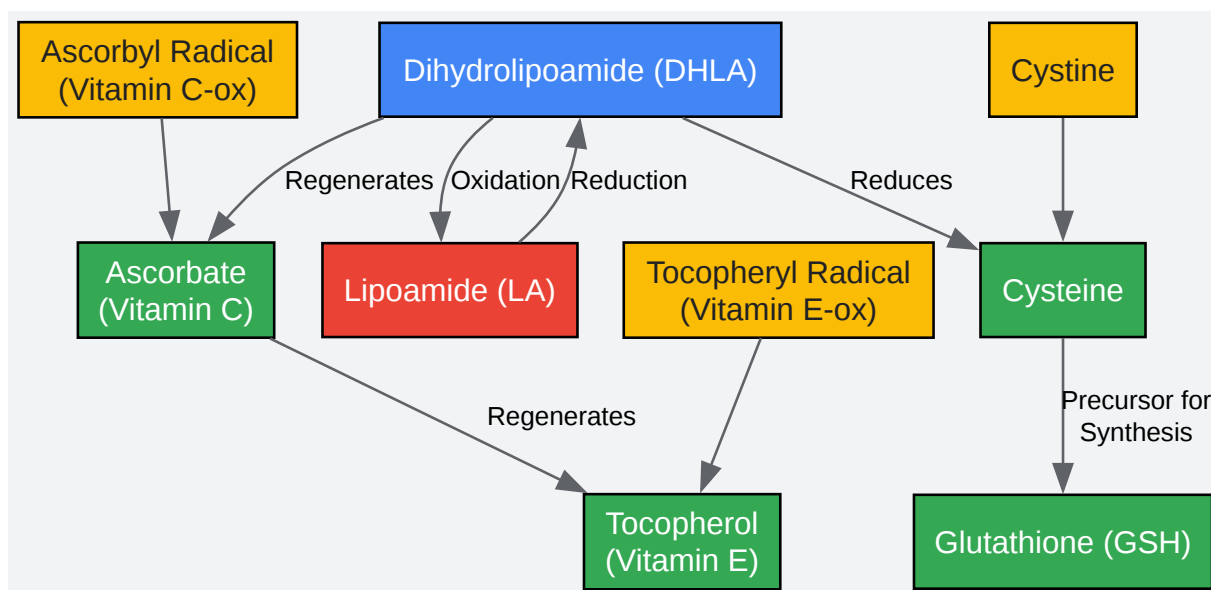 Ascorbyl Radical
(Vitamin C-ox)
Dihydrolipoamide (DHLA)
Cystine
Regenerates
Oxidation
Reduction
Reduces
Ascorbate
(Vitamin C)
Lipoamide (LA)
Tocopheryl Radical
(Vitamin E-ox)
Cysteine
Regenerates
Precursor for
Synthesis
Tocopherol
(Vitamin E)
Glutathione (GSH)